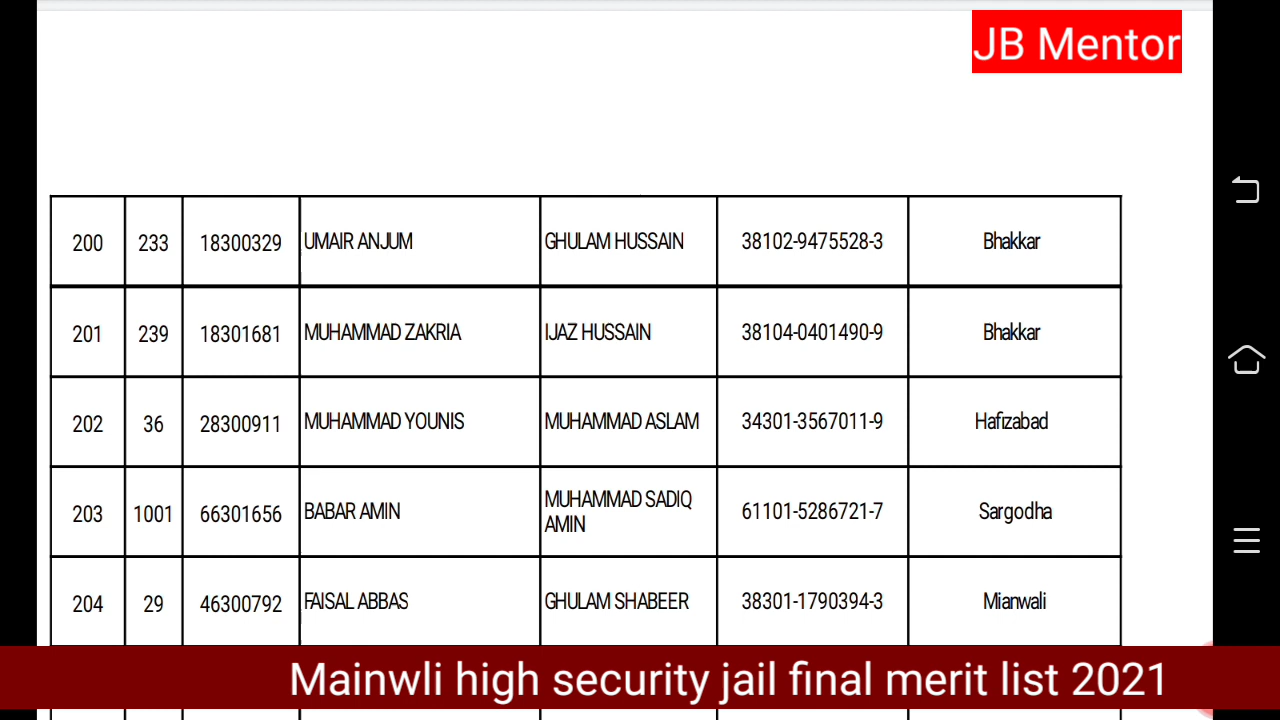 JB Mentor
200 233 18300329 UMAIR ANJUM GHULAM HUSSAIN 38102-9475528-3 Bhakkar
201 239 18301681 MUHAMMAD ZAKRIA IJAZ HUSSAIN 38104-0401490-9 Bhakkar
202 36 28300911 MUHAMMAD YOUNIS MUHAMMAD ASLAM 34301-3567011-9 Hafizabad
203 1001 66301656 BABAR AMIN MUHAMMAD SADIQ AMIN 61101-5286721-7 Sargodha
204 29 46300792 FAISAL ABBAS GHULAM SHABEER 38301-1790394-3 Mianwali
Mainwli high security jail final merit list 2021